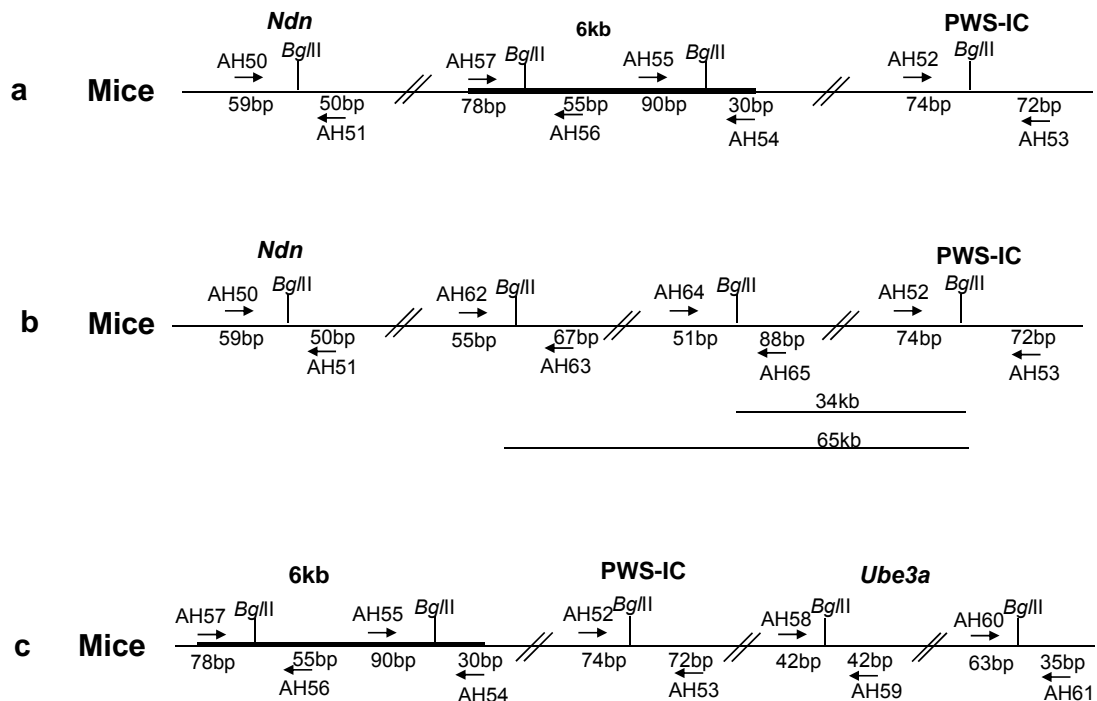 Ndn 6kb PWS-IC
AH50 BglII AH57 BglII AH55 BglII AH52 BglII
a Mice
59bp 50bp 78bp 55bp 90bp 30bp 74bp 72bp
AH51 AH56 AH54 AH53
Ndn PWS-IC
AH50 BglII AH62 BglII AH64 BglII AH52 BglII
b Mice
59bp 50bp 55bp 67bp 51bp 88bp 74bp 72bp
AH51 AH63 AH65 AH53
34kb
65kb
6kb PWS-IC Ube3a
AH57 BglII AH55 BglII AH52 BglII AH58 BglII AH60 BglII
c Mice
78bp 55bp 90bp 30bp 74bp 72bp 42bp 42bp 63bp 35bp
AH56 AH54 AH53 AH59 AH61